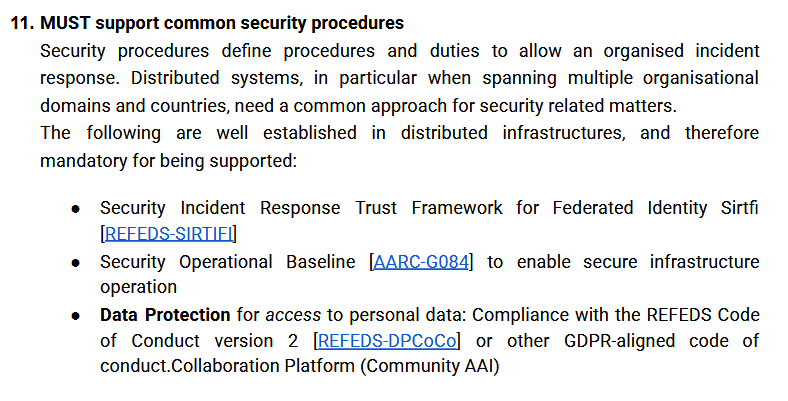 11. MUST support common security procedures
Security procedures define procedures and duties to allow an organised incident
response. Distributed systems, in particular when spanning multiple organisational
domains and countries, need a common approach for security related matters.
The following are well established in distributed infrastructures, and therefore
mandatory for being supported:
● Security Incident Response Trust Framework for Federated Identity Sirtfi
[REFEDS-SIRTIFI]
● Security Operational Baseline [AARC-G084] to enable secure infrastructure
operation
● Data Protection for access to personal data: Compliance with the REFEDS Code
of Conduct version 2 [REFEDS-DPCoCo] or other GDPR-aligned code of
conduct.Collaboration Platform (Community AAI)